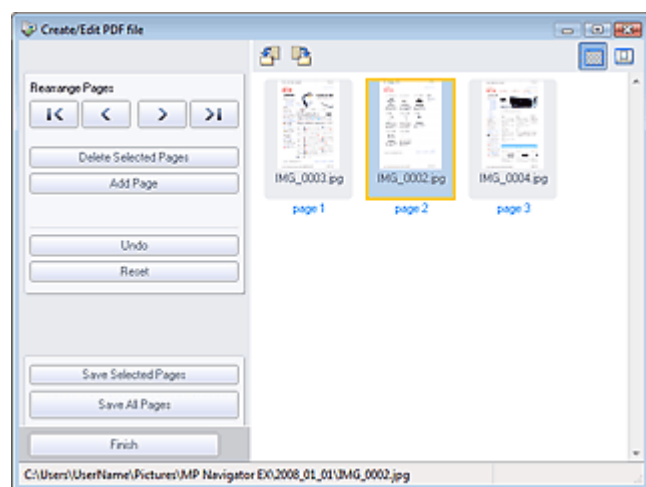 Create/Edit PDF file
Rearrange Pages
Delete Selected Pages
Add Page
Undo
Reset
Save Selected Pages
Save All Pages
Finish
IMG_0003.jpg
IMG_0002.jpg
IMG_0004.jpg
page 1
page 2
page 3
C:\Users\UserName\Pictures\MP Navigator EX\2008_01_01\IMG_0002.jpg